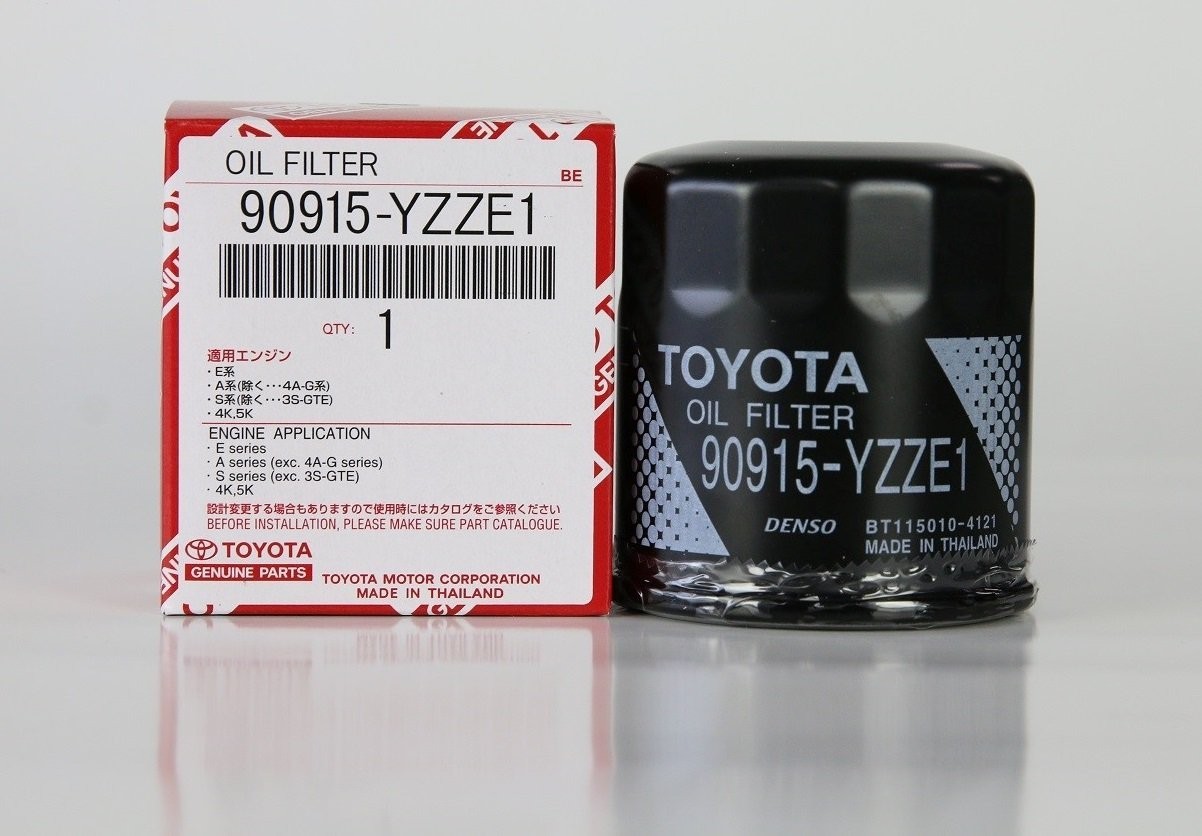 OIL FILTER
BE
90915-YZZE1
QTY: 1
適用エンジン
・E系
・A系(除く・・・4A-G系)
・S系(除く・・・3S-GTE)
・4K,5K
ENGINE APPLICATION
・E series
・A series (exc. 4A-G series)
・S series (exc. 3S-GTE)
・4K,5K
設計変更する場合もありますので使用時にはカタログをご参照ください
BEFORE INSTALLATION, PLEASE MAKE SURE PART CATALOGUE.
TOYOTA
GENUINE PARTS
TOYOTA MOTOR CORPORATION
MADE IN THAILAND
TOYOTA
OIL FILTER
90915-YZZE1
DENSO
BT115010-4121
MADE IN THAILAND